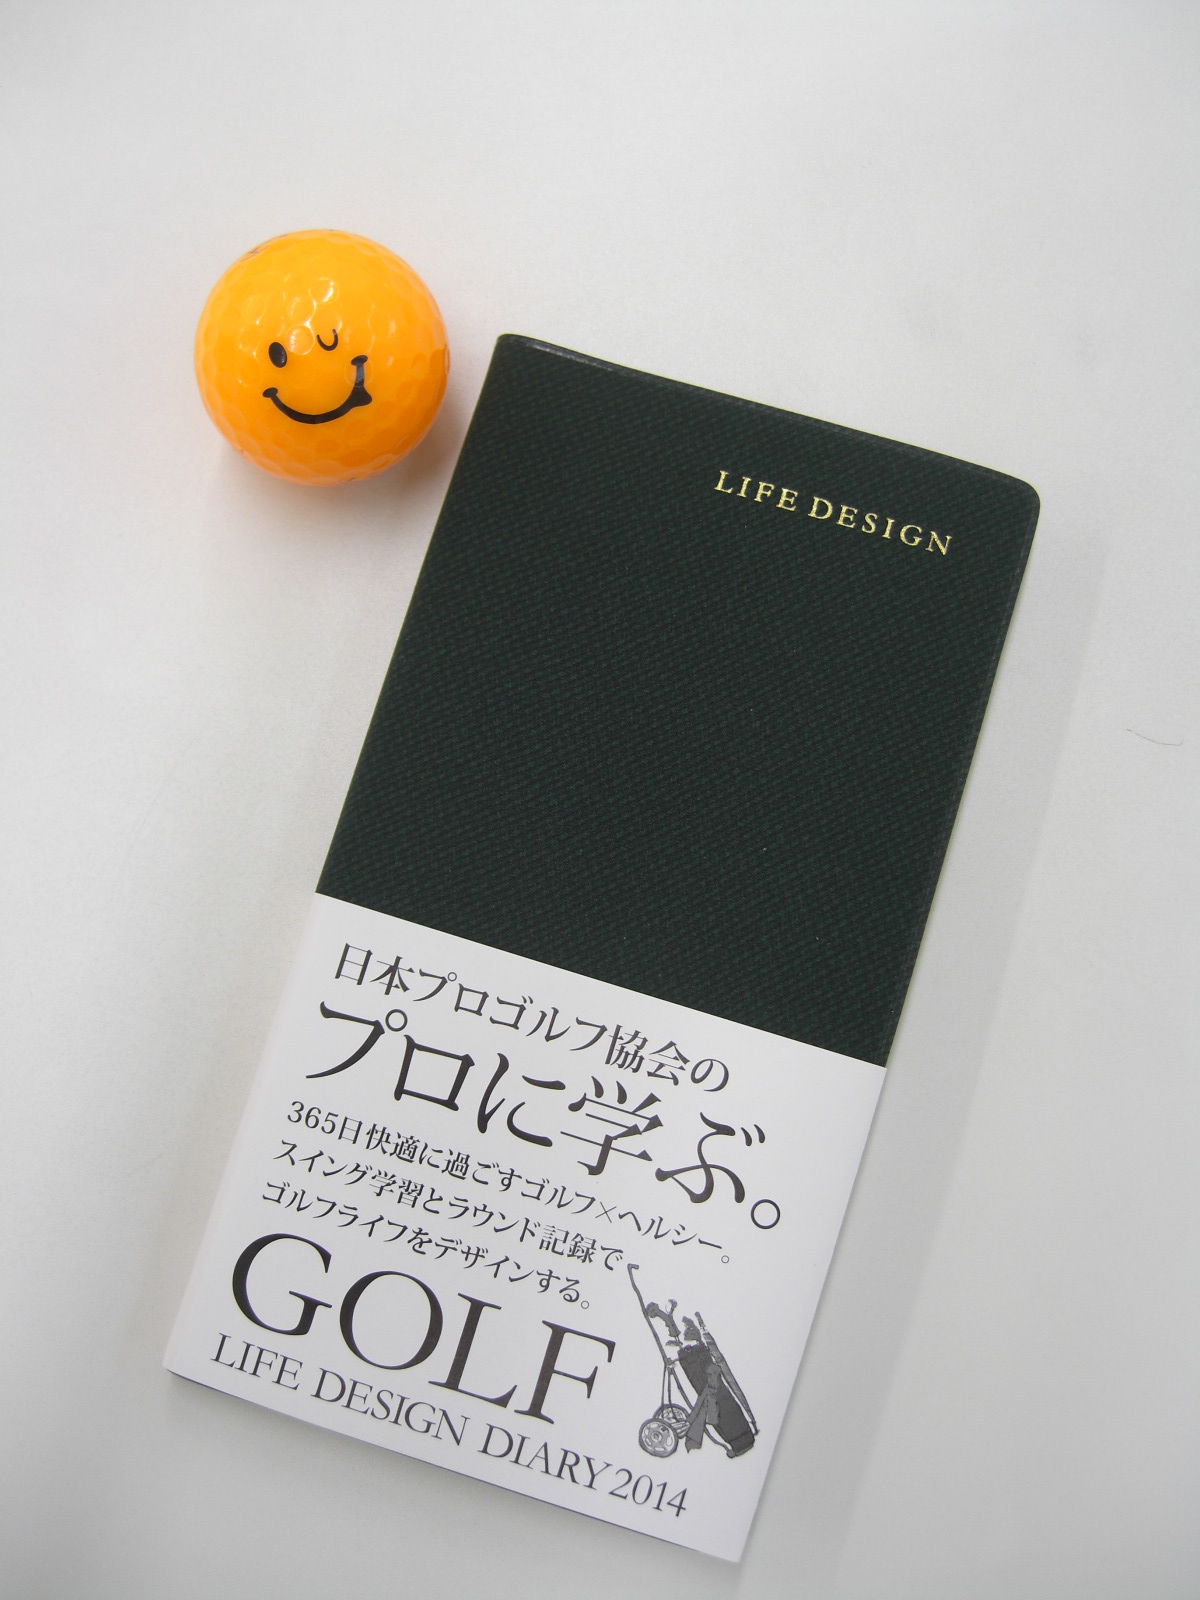 LIFE DESIGN
日本プロゴルフ協会の
プロに学ぶ。
365日快適に過ごすゴルフ×ヘルシー。
スイング学習とラウンド記録で
ゴルフライフをデザインする。
GOLF
LIFE DESIGN DIARY 2014